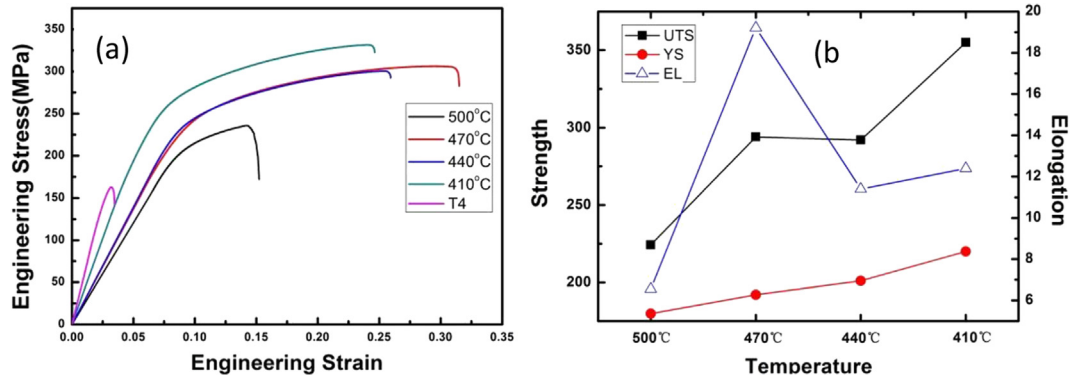 (a)
Engineering Stress(MPa)
350
300
250
200
150
100
50
0
0.00 0.05 0.10 0.15 0.20 0.25 0.30 0.35
Engineering Strain
500°C
470°C
440°C
410°C
T4
(b)
Strength
350
300
250
200
UTS
YS
EL
20
18
16
14
12
10
8
6
Elongation
500℃ 470℃ 440℃ 410℃
Temperature